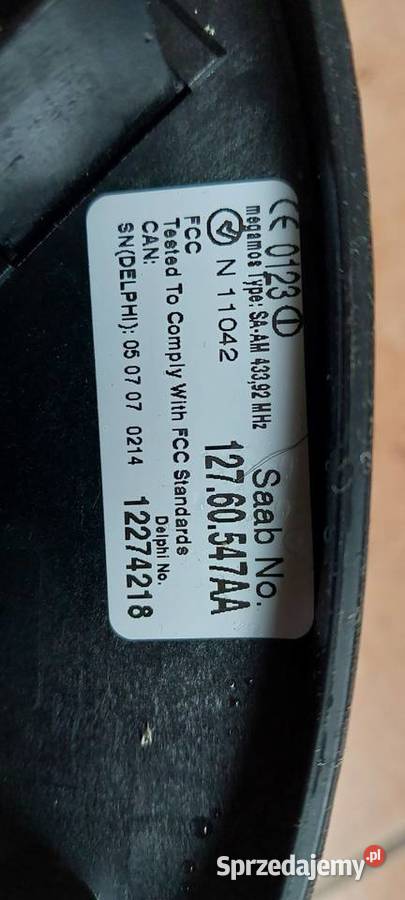 CE 0123
megamos Type: SA-AM 433,92 MHz
N 11042
FCC
Tested To Comply With FCC Standards
CAN:
SN(DELPHI): 05 07 07 0214
Saab No.
127.60.547AA
Delphi No.
12274218
Sprzedajemy.pl